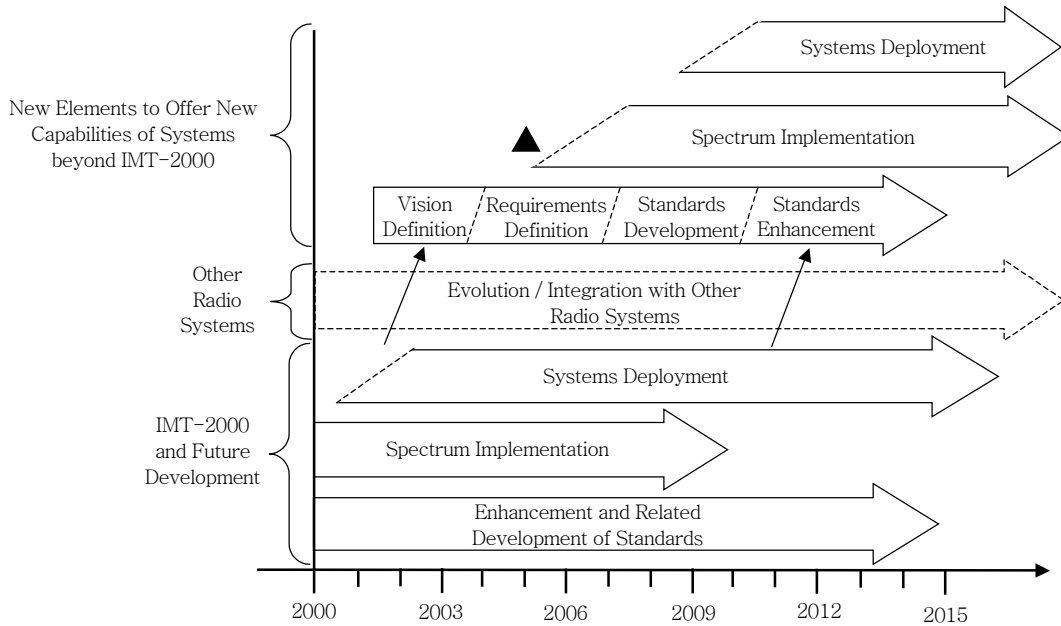 Systems Deployment
New Elements to Offer New
Capabilities of Systems
beyond IMT-2000
Spectrum Implementation
Vision
Definition
Requirements
Definition
Standards
Development
Standards
Enhancement
Other
Radio
Systems
Evolution / Integration with Other
Radio Systems
Systems Deployment
IMT-2000
and Future
Development
Spectrum Implementation
Enhancement and Related
Development of Standards
2000
2003
2006
2009
2012
2015